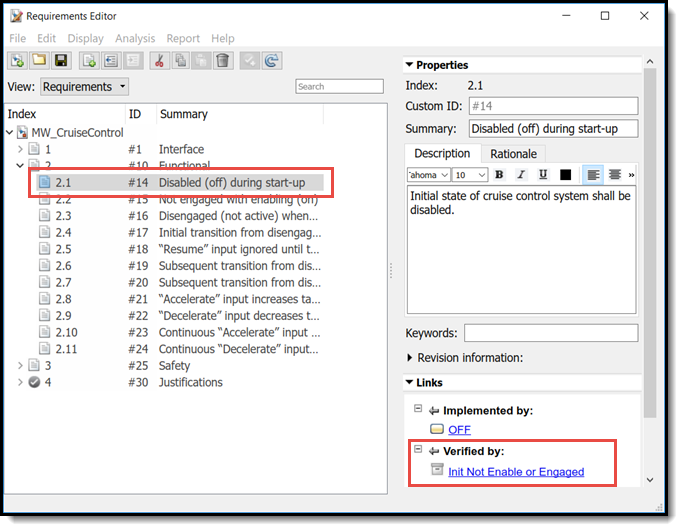 Requirements Editor
File Edit Display Analysis Report Help
View: Requirements
Search
Index ID Summary
MW_CruiseControl
1 #1 Interface
2 #10 Functional
2.1 #14 Disabled (off) during start-up
2.2 #15 Not engaged with enabling (on)
2.3 #16 Disengaged (not active) when...
2.4 #17 Initial transition from disengag...
2.5 #18 "Resume" input ignored until t...
2.6 #19 Subsequent transition from dis...
2.7 #20 Subsequent transition from dis...
2.8 #21 "Accelerate" input increases ta...
2.9 #22 "Decelerate" input decreases t...
2.10 #23 Continuous "Accelerate" input ...
2.11 #24 Continuous "Decelerate" input...
3 #25 Safety
4 #30 Justifications
Properties
Index: 2.1
Custom ID: #14
Summary: Disabled (off) during start-up
Description Rationale
Tahoma 10 B I U »
Initial state of cruise control system shall be
disabled.
Keywords:
Revision information:
Links
Implemented by:
OFF
Verified by:
Init Not Enable or Engaged